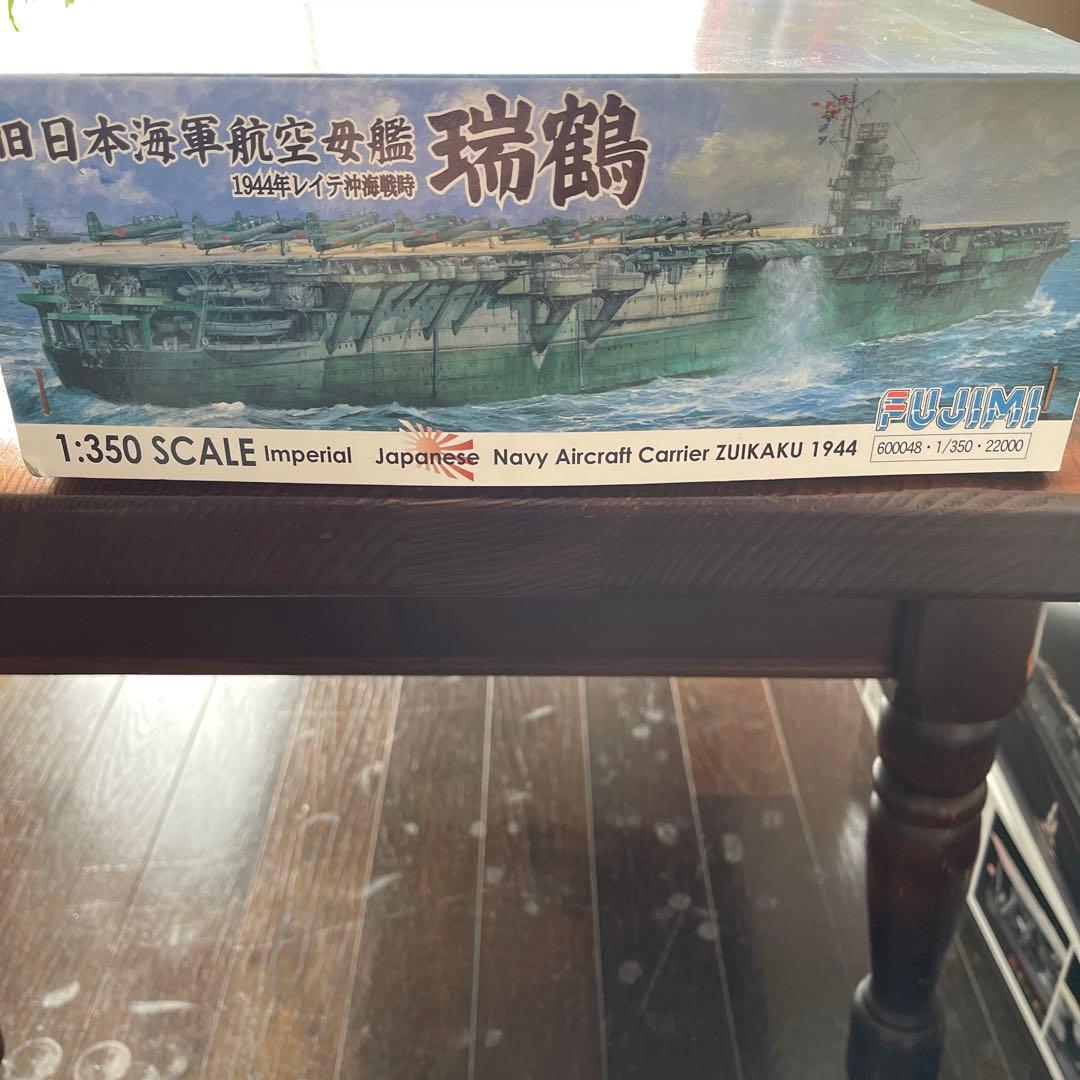 旧日本海軍航空母艦 瑞鶴
1944年レイテ沖海戦時
FUJIMI
1:350 SCALE Imperial Japanese Navy Aircraft Carrier ZUIKAKU 1944
600048・1/350・22000